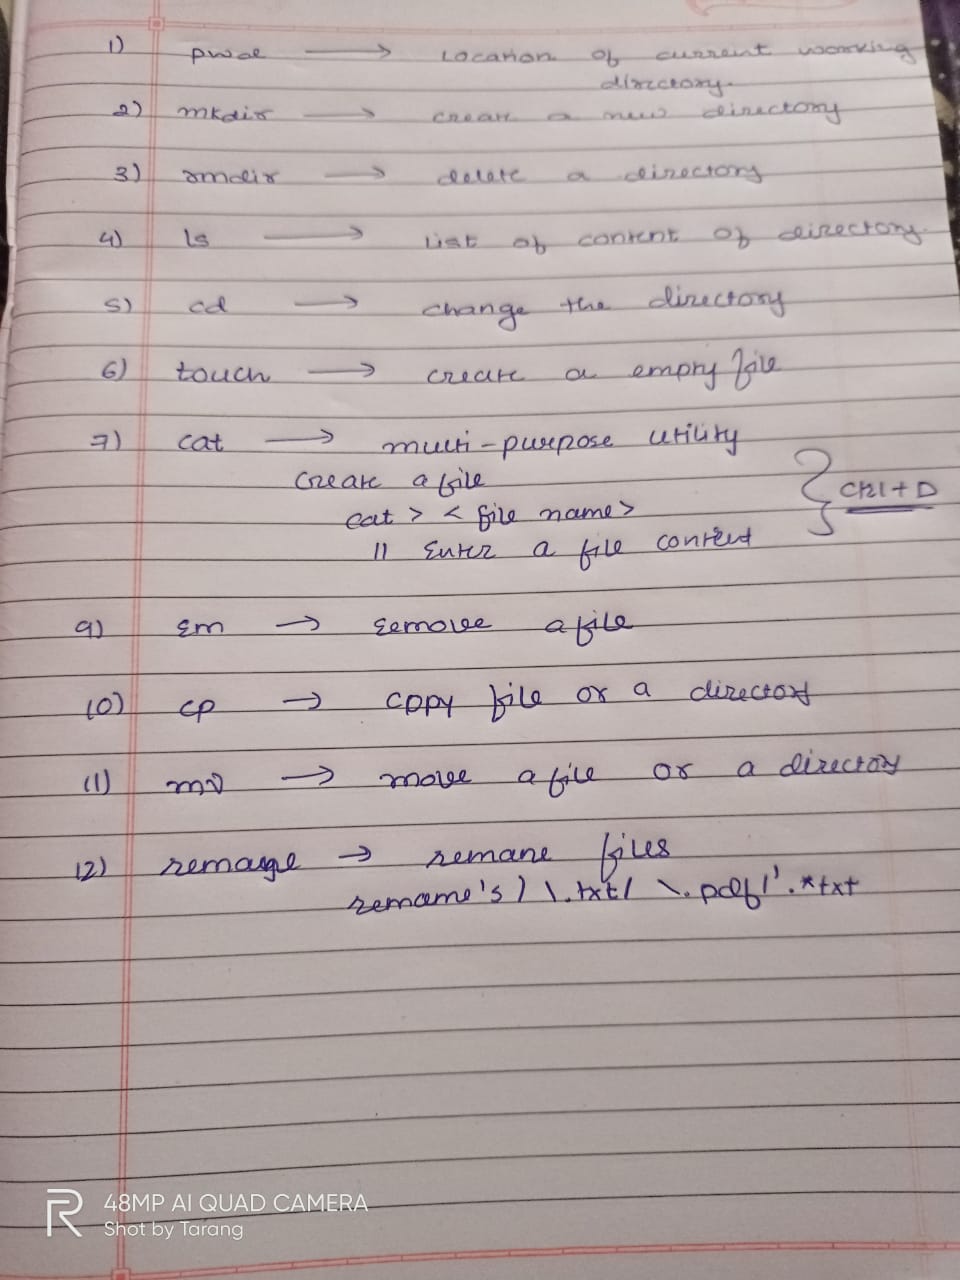 1) pwd → Location of current working
directory.
2) mkdir → create a new directory
3) rmdir → delete a directory
4) ls → List of content of directory.
5) cd → change the directory
6) touch → create a empty file
7) cat → multi-purpose utility
create a file
cat > < file name > } Ctrl + D
|| Enter a file content
9) rm → remove a file
10) cp → copy file or a directory
11) mv → move a file or a directory
12) → remane files
rename's / \.txt/ \.pdf/'.*txt
48MP AI QUAD CAMERA
Shot by Tarang